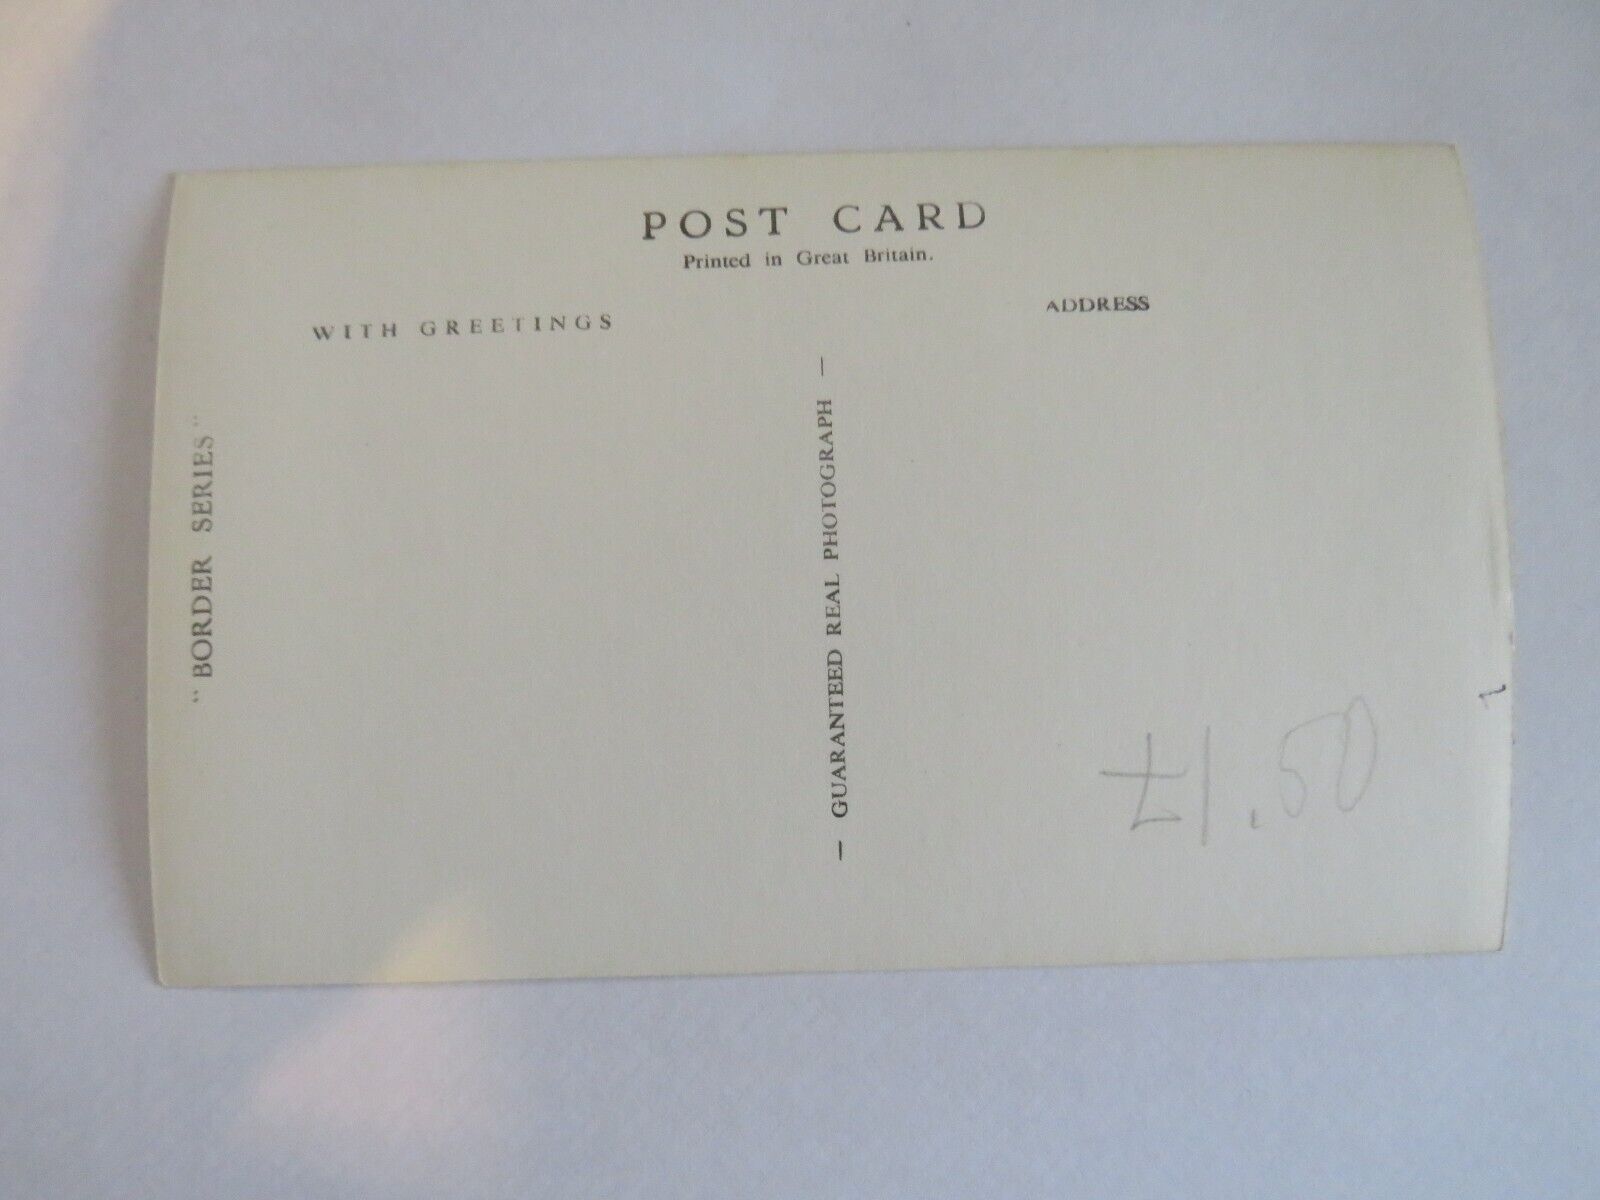 POST CARD
Printed in Great Britain.
WITH GREETINGS
ADDRESS
"BORDER SERIES"
— GUARANTEED REAL PHOTOGRAPH —
£1.50